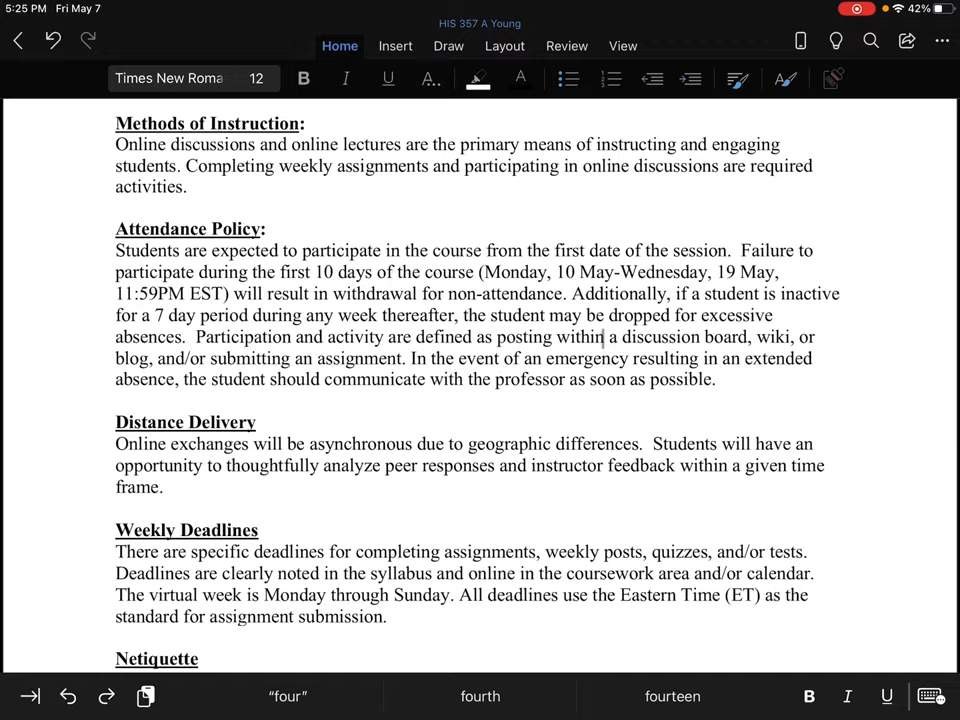 5:25 PM Fri May 7
42%
HIS 357 A Young
Home Insert Draw Layout Review View
Times New Roma 12 B I U A.. A A
Methods of Instruction:
Online discussions and online lectures are the primary means of instructing and engaging
students. Completing weekly assignments and participating in online discussions are required
activities.
Attendance Policy:
Students are expected to participate in the course from the first date of the session.  Failure to
participate during the first 10 days of the course (Monday, 10 May-Wednesday, 19 May,
11:59PM EST) will result in withdrawal for non-attendance. Additionally, if a student is inactive
for a 7 day period during any week thereafter, the student may be dropped for excessive
absences.  Participation and activity are defined as posting within a discussion board, wiki, or
blog, and/or submitting an assignment. In the event of an emergency resulting in an extended
absence, the student should communicate with the professor as soon as possible.
Distance Delivery
Online exchanges will be asynchronous due to geographic differences.  Students will have an
opportunity to thoughtfully analyze peer responses and instructor feedback within a given time
frame.
Weekly Deadlines
There are specific deadlines for completing assignments, weekly posts, quizzes, and/or tests.
Deadlines are clearly noted in the syllabus and online in the coursework area and/or calendar.
The virtual week is Monday through Sunday. All deadlines use the Eastern Time (ET) as the
standard for assignment submission.
Netiquette
“four” fourth fourteen B I U